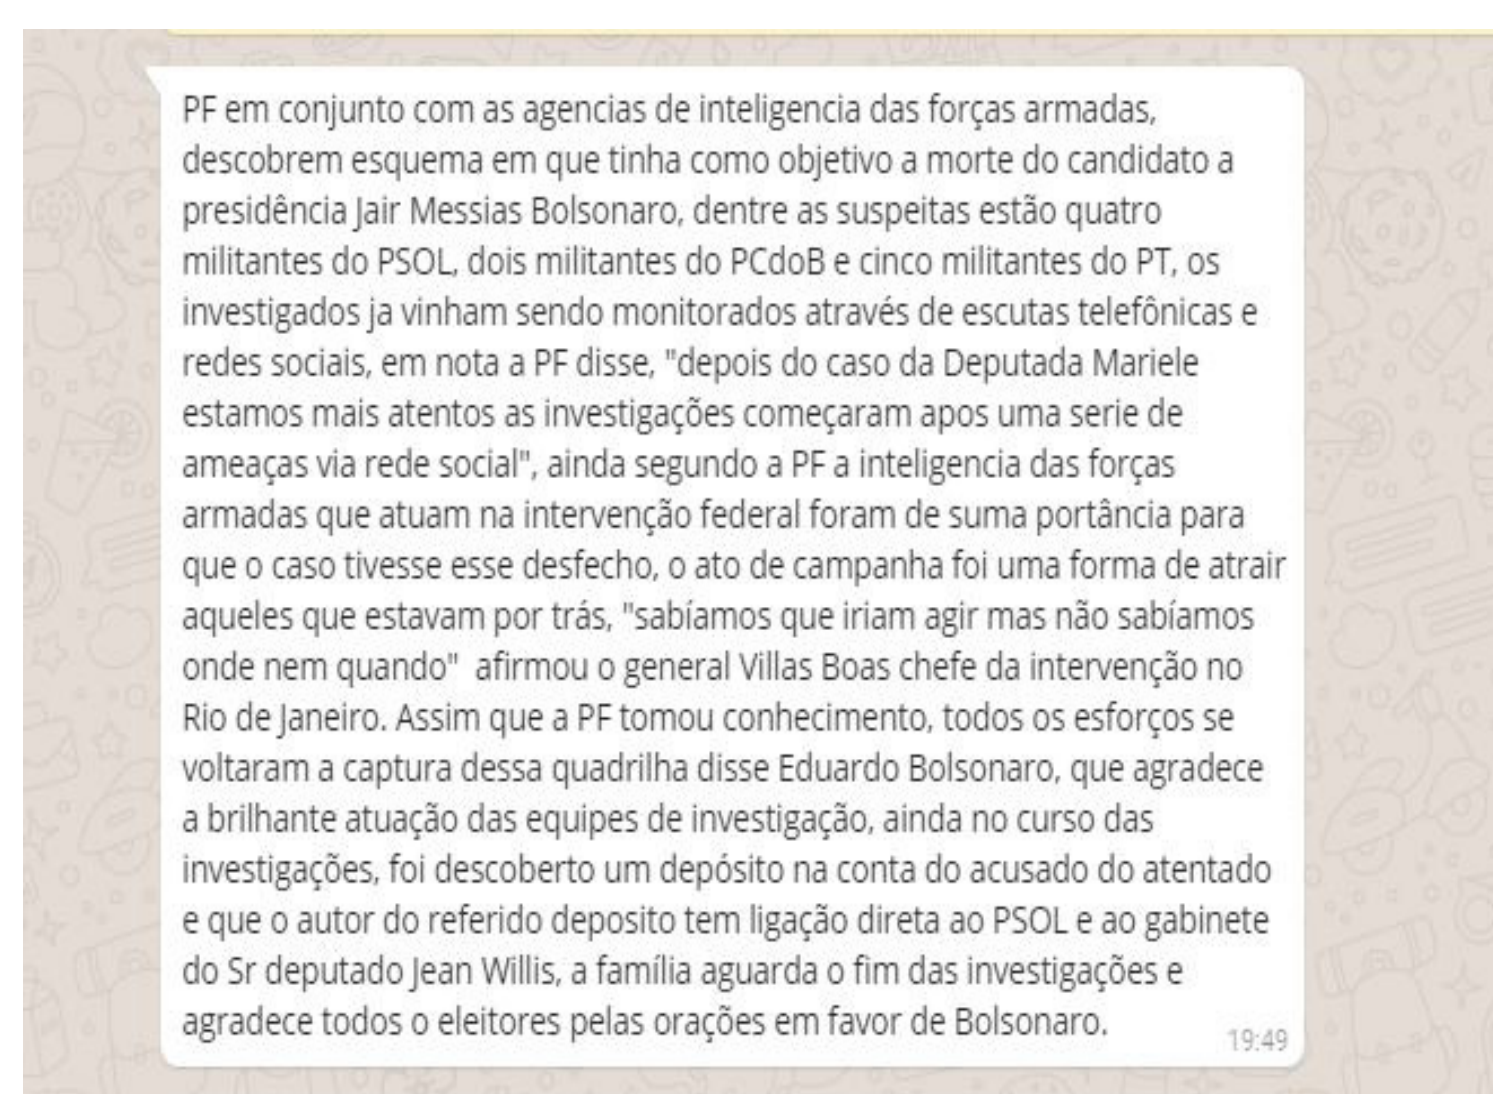 PF em conjunto com as agencias de inteligencia das forças armadas,
descobrem esquema em que tinha como objetivo a morte do candidato a
presidência Jair Messias Bolsonaro, dentre as suspeitas estão quatro
militantes do PSOL, dois militantes do PCdoB e cinco militantes do PT, os
investigados ja vinham sendo monitorados através de escutas telefônicas e
redes sociais, em nota a PF disse, "depois do caso da Deputada Mariele
estamos mais atentos as investigações começaram apos uma serie de
ameaças via rede social", ainda segundo a PF a inteligencia das forças
armadas que atuam na intervenção federal foram de suma portância para
que o caso tivesse esse desfecho, o ato de campanha foi uma forma de atrair
aqueles que estavam por trás, "sabíamos que iriam agir mas não sabíamos
onde nem quando"  afirmou o general Villas Boas chefe da intervenção no
Rio de Janeiro. Assim que a PF tomou conhecimento, todos os esforços se
voltaram a captura dessa quadrilha disse Eduardo Bolsonaro, que agradece
a brilhante atuação das equipes de investigação, ainda no curso das
investigações, foi descoberto um depósito na conta do acusado do atentado
e que o autor do referido deposito tem ligação direta ao PSOL e ao gabinete
do Sr deputado Jean Willis, a família aguarda o fim das investigações e
agradece todos o eleitores pelas orações em favor de Bolsonaro.
19:49